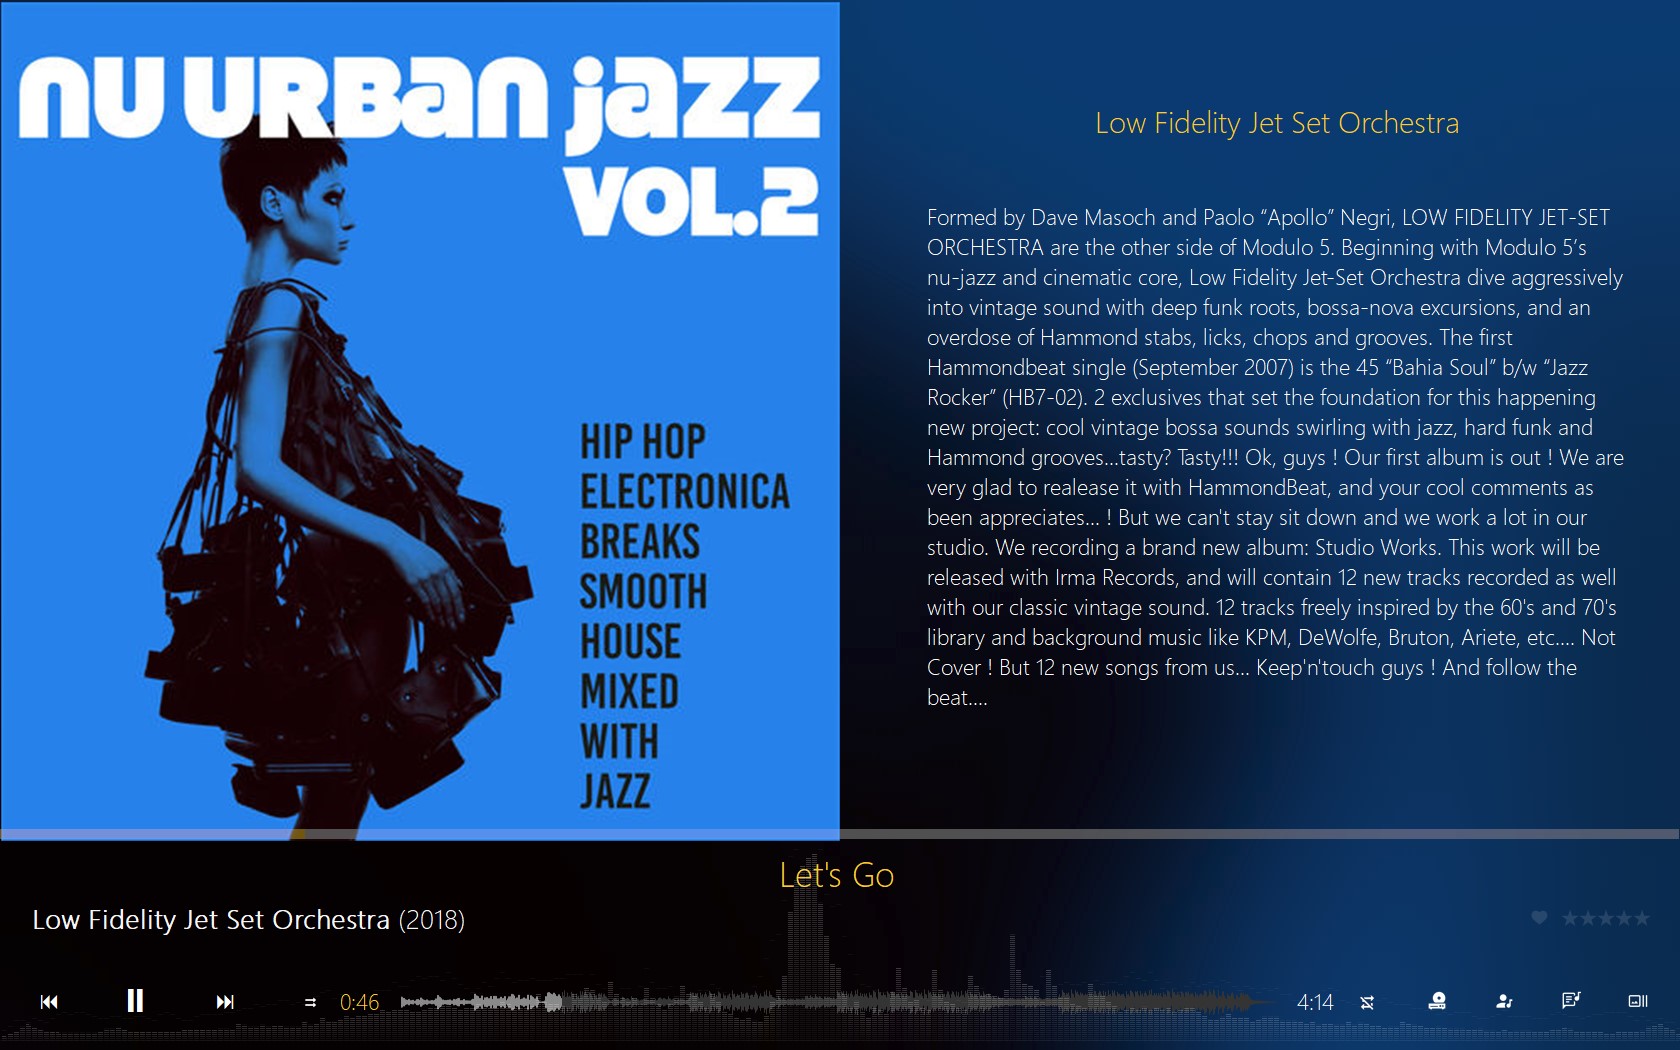 nu URBan jazz
VOL.2
HIP HOP
ELECTRONICA
BREAKS
SMOOTH
HOUSE
MIXED
WITH
JAZZ
Low Fidelity Jet Set Orchestra
Formed by Dave Masoch and Paolo “Apollo” Negri, LOW FIDELITY JET-SET
ORCHESTRA are the other side of Modulo 5. Beginning with Modulo 5’s
nu-jazz and cinematic core, Low Fidelity Jet-Set Orchestra dive aggressively
into vintage sound with deep funk roots, bossa-nova excursions, and an
overdose of Hammond stabs, licks, chops and grooves. The first
Hammondbeat single (September 2007) is the 45 “Bahia Soul” b/w “Jazz
Rocker” (HB7-02). 2 exclusives that set the foundation for this happening
new project: cool vintage bossa sounds swirling with jazz, hard funk and
Hammond grooves...tasty? Tasty!!! Ok, guys ! Our first album is out ! We are
very glad to realease it with HammondBeat, and your cool comments as
been appreciates... ! But we can't stay sit down and we work a lot in our
studio. We recording a brand new album: Studio Works. This work will be
released with Irma Records, and will contain 12 new tracks recorded as well
with our classic vintage sound. 12 tracks freely inspired by the 60's and 70's
library and background music like KPM, DeWolfe, Bruton, Ariete, etc.... Not
Cover ! But 12 new songs from us... Keep'n'touch guys ! And follow the
beat....
Let's Go
Low Fidelity Jet Set Orchestra (2018)
0:46
4:14